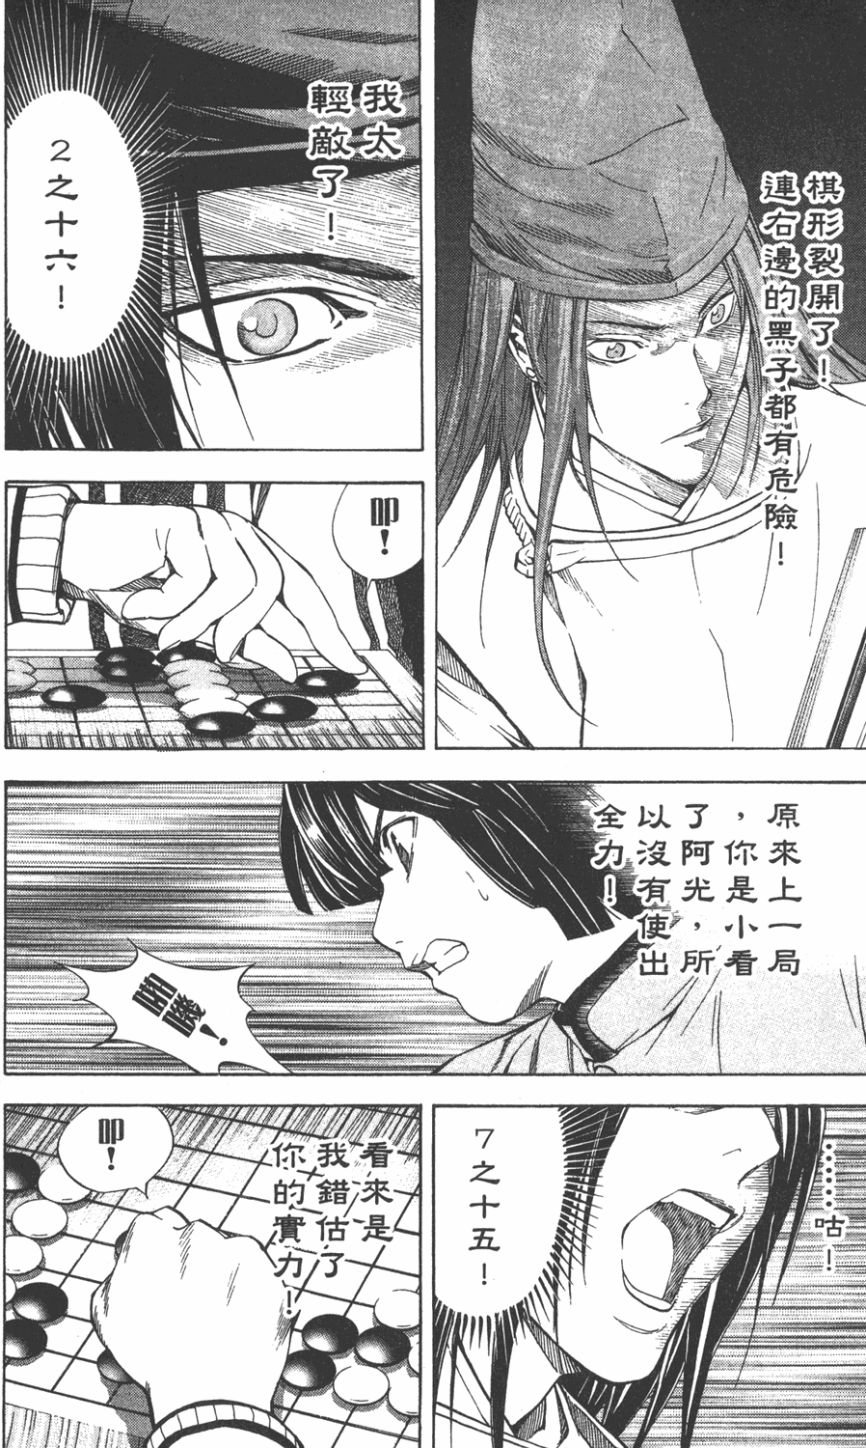 棋形裂開了！
連右邊的黑子都有危險！
我太
輕敵了！
2之十六！
叩！
原來上一局
，你是小看
了阿光，所
以沒有使出
全力！
……咕！
7之十五！
看來是
我錯估了
你的實力！
叩！